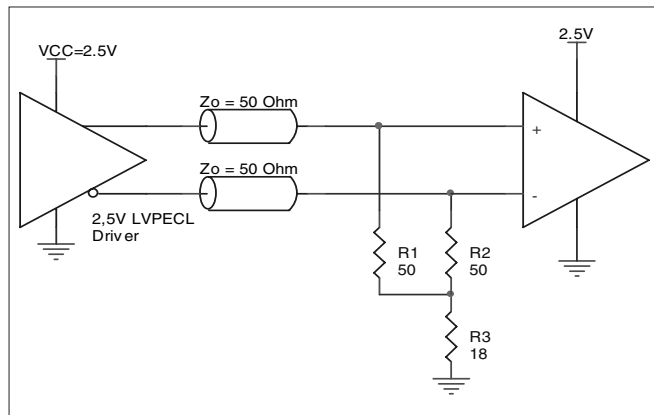 VCC=2.5V
2.5V
Zo = 50 Ohm
+
Zo = 50 Ohm
-
2,5V LVPECL
Driver
R1
50
R2
50
R3
18